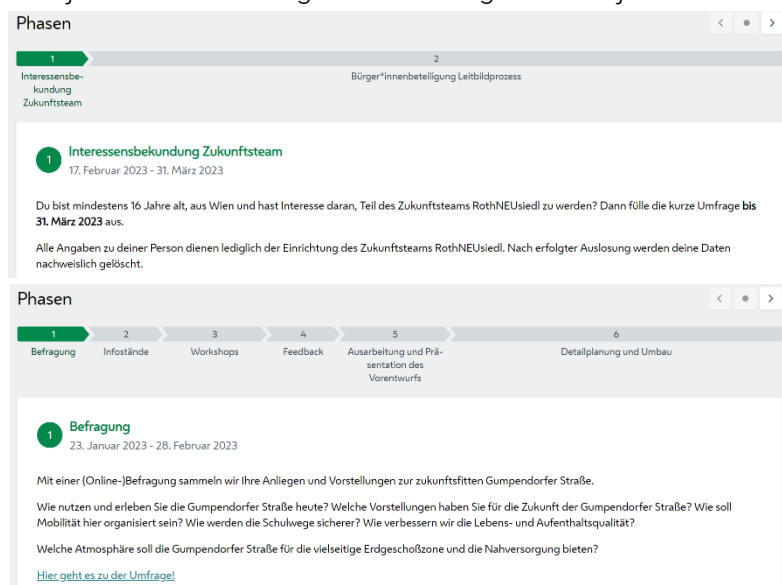 Phasen
1
2
Interessensbe-
kundung
Zukunftsteam
Bürger*innenbeteiligung Leitbildprozess
1
Interessensbekundung Zukunftsteam
17. Februar 2023 - 31. März 2023
Du bist mindestens 16 Jahre alt, aus Wien und hast Interesse daran, Teil des Zukunftsteams RothNEUsiedl zu werden? Dann fülle die kurze Umfrage bis
31. März 2023 aus.
Alle Angaben zu deiner Person dienen lediglich der Einrichtung des Zukunftsteams RothNEUsiedl. Nach erfolgter Auslosung werden deine Daten
nachweislich gelöscht.
Phasen
1 2 3 4 5 6
Befragung
Infostände
Workshops
Feedback
Ausarbeitung und Prä-
sentation des
Vorentwurfs
Detailplanung und Umbau
1
Befragung
23. Januar 2023 - 28. Februar 2023
Mit einer (Online-)Befragung sammeln wir Ihre Anliegen und Vorstellungen zur zukunftsfitten Gumpendorfer Straße.
Wie nutzen und erleben Sie die Gumpendorfer Straße heute? Welche Vorstellungen haben Sie für die Zukunft der Gumpendorfer Straße? Wie soll
Mobilität hier organisiert sein? Wie werden die Schulwege sicherer? Wie verbessern wir die Lebens- und Aufenthaltsqualität?
Welche Atmosphäre soll die Gumpendorfer Straße für die vielseitige Erdgeschoßzone und die Nahversorgung bieten?
Hier geht es zu der Umfrage!